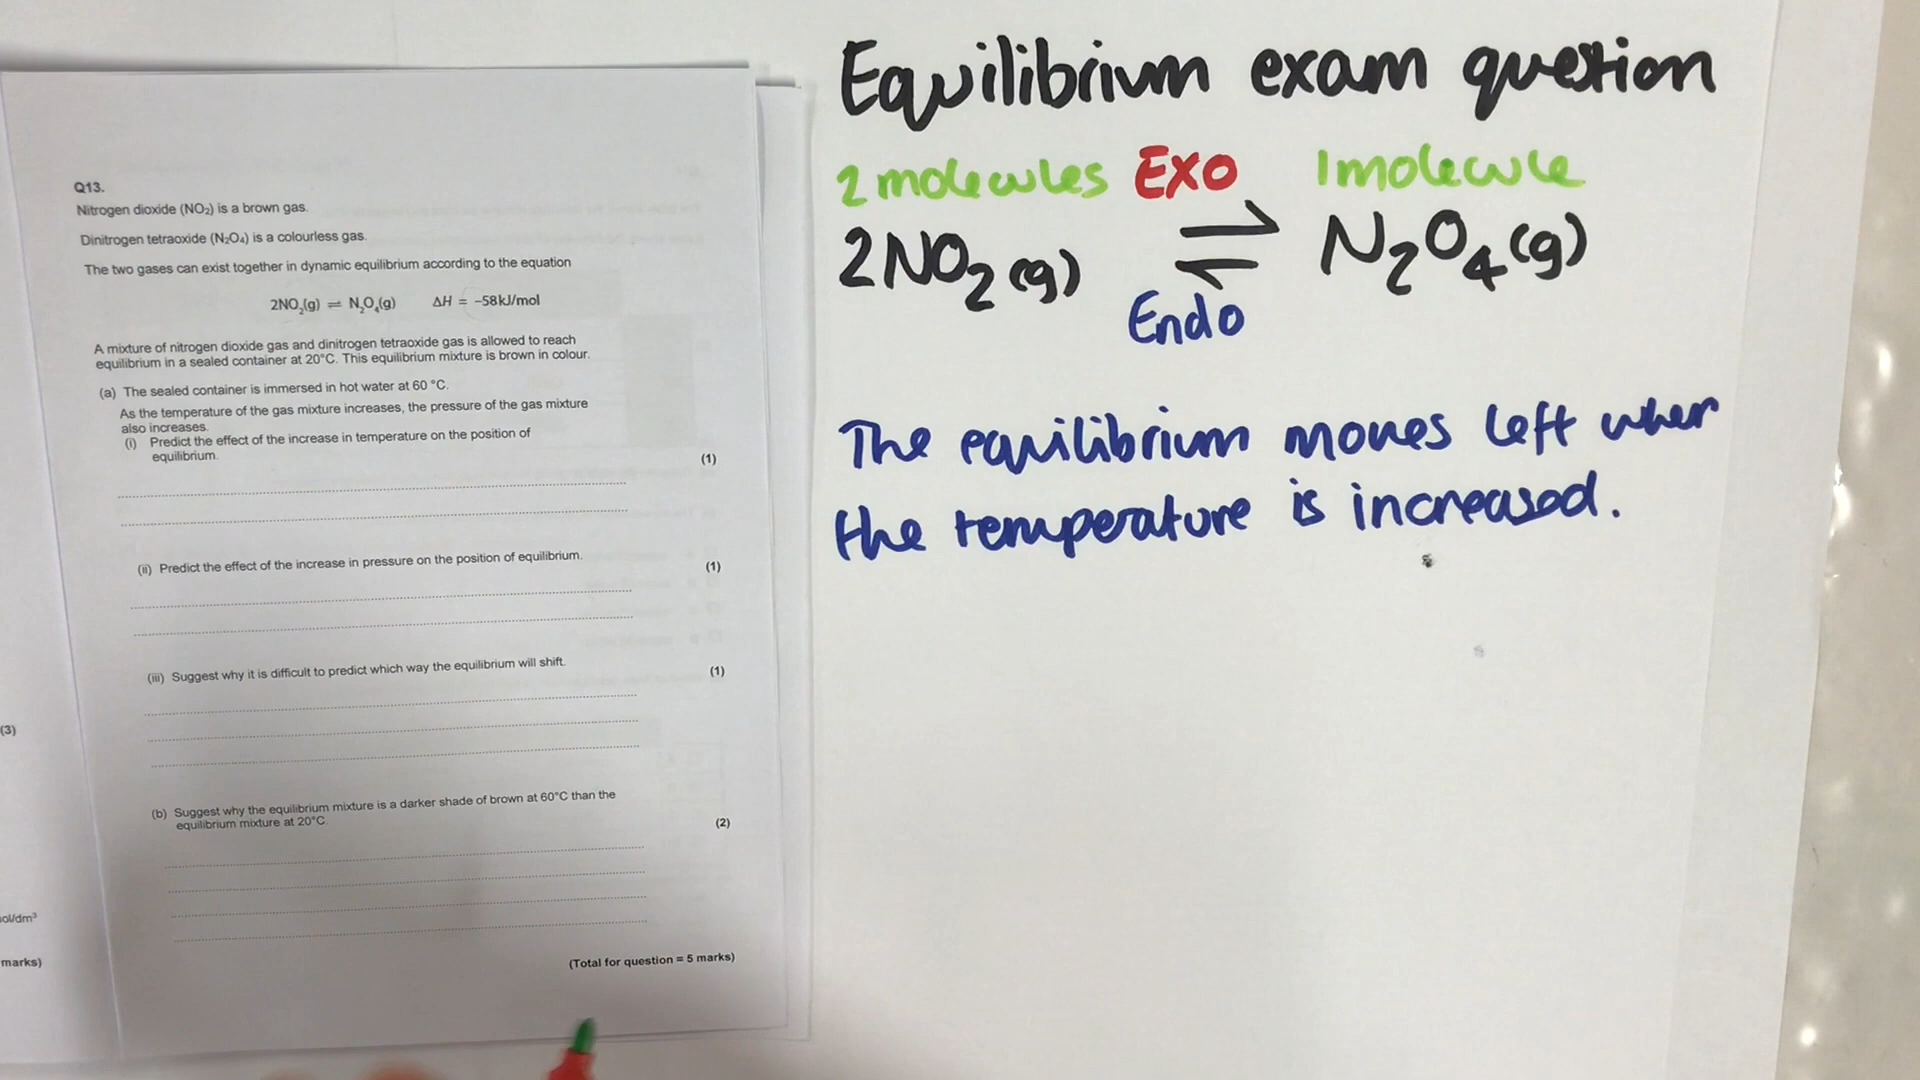 Q13.
Nitrogen dioxide (NO₂) is a brown gas.
Dinitrogen tetraoxide (N₂O₄) is a colourless gas.
The two gases can exist together in dynamic equilibrium according to the equation
2NO₂(g) ⇌ N₂O₄(g) ΔH = −58kJ/mol
A mixture of nitrogen dioxide gas and dinitrogen tetraoxide gas is allowed to reach
equilibrium in a sealed container at 20°C. This equilibrium mixture is brown in colour.
(a) The sealed container is immersed in hot water at 60 °C.
As the temperature of the gas mixture increases, the pressure of the gas mixture
also increases.
(i) Predict the effect of the increase in temperature on the position of
equilibrium.
(1)
(ii) Predict the effect of the increase in pressure on the position of equilibrium.
(1)
(iii) Suggest why it is difficult to predict which way the equilibrium will shift.
(1)
(b) Suggest why the equilibrium mixture is a darker shade of brown at 60°C than the
equilibrium mixture at 20°C.
(2)
(Total for question = 5 marks)
(3)
ol/dm³
marks)
Equilibrium exam question
2 molecules EXO 1 molecule
2NO₂(g) ⇌ N₂O₄(g)
Endo
The equilibrium moves left when
the temperature is increased.